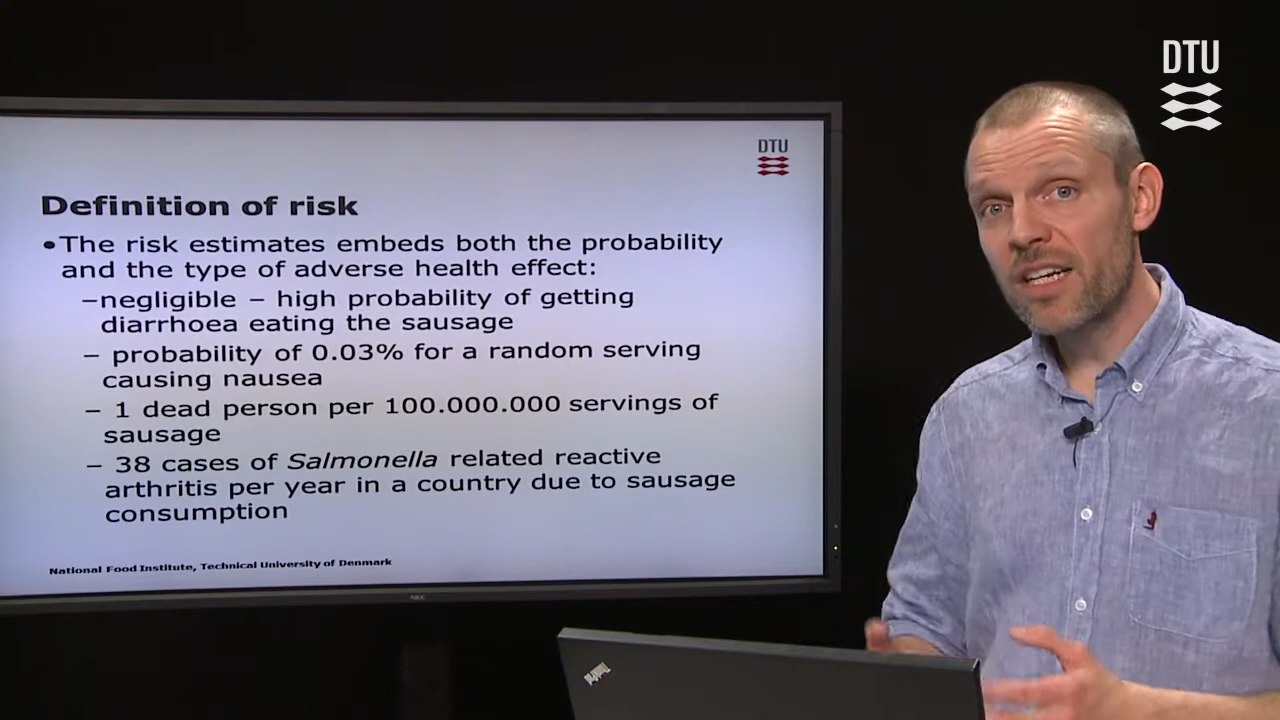 DTU
DTU
Definition of risk
•The risk estimates embeds both the probability
and the type of adverse health effect:
–negligible – high probability of getting
diarrhoea eating the sausage
– probability of 0.03% for a random serving
causing nausea
– 1 dead person per 100.000.000 servings of
sausage
– 38 cases of Salmonella related reactive
arthritis per year in a country due to sausage
consumption
National Food Institute, Technical University of Denmark
NEC
ThinkPad